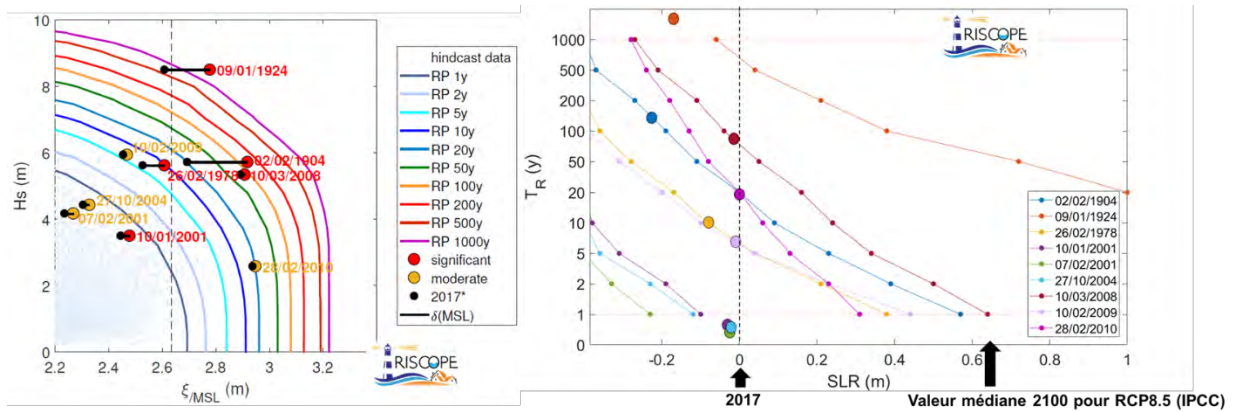 Hs (m)
10
8
6
4
2
0
2.2
2.4
2.6
2.8
3
3.2
3.4
3.6
ξ/MSL (m)
09/01/1924
10/02/2009
02/02/1904
26/02/1978
10/03/2008
27/10/2004
07/02/2001
10/01/2001
28/02/2010
hindcast data
RP 1y
RP 2y
RP 5y
RP 10y
RP 20y
RP 50y
RP 100y
RP 200y
RP 500y
RP 1000y
significant
moderate
2017*
δ(MSL)
RISCOPE
TR (y)
1000
500
200
100
50
20
10
5
2
1
0
-0.2
0
0.2
0.4
0.6
0.8
1
SLR (m)
RISCOPE
02/02/1904
09/01/1924
26/02/1978
10/01/2001
07/02/2001
27/10/2004
10/03/2008
10/02/2009
28/02/2010
2017
Valeur médiane 2100 pour RCP8.5 (IPCC)